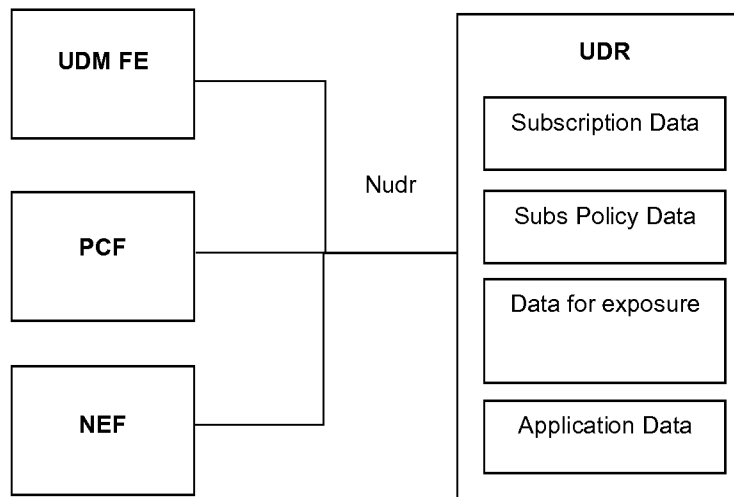 UDM FE
PCF
NEF
Nudr
UDR
Subscription Data
Subs Policy Data
Data for exposure
Application Data